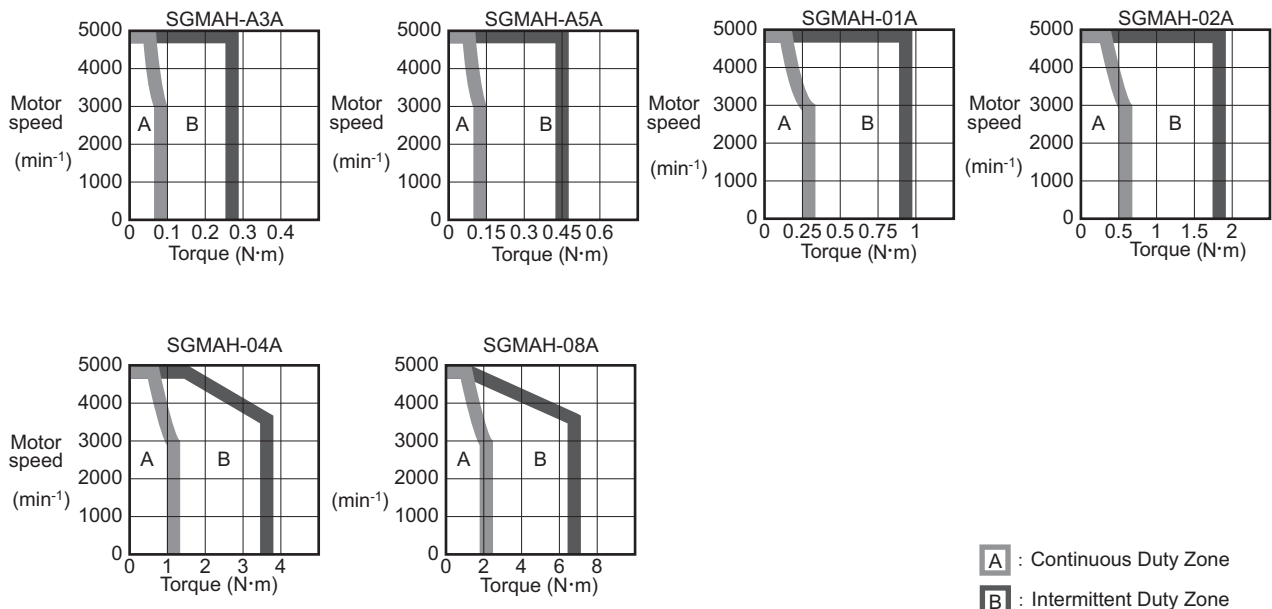 SGMAH-A3A
5000
4000
3000
2000
1000
0
Motor
speed
(min-1)
A
B
0 0.1 0.2 0.3 0.4
Torque (N·m)
SGMAH-A5A
5000
4000
3000
2000
1000
0
Motor
speed
(min-1)
A
B
0 0.15 0.3 0.45 0.6
Torque (N·m)
SGMAH-01A
5000
4000
3000
2000
1000
0
Motor
speed
(min-1)
A
B
0 0.25 0.5 0.75 1
Torque (N·m)
SGMAH-02A
5000
4000
3000
2000
1000
0
Motor
speed
(min-1)
A
B
0 0.5 1 1.5 2
Torque (N·m)
SGMAH-04A
5000
4000
3000
2000
1000
0
Motor
speed
(min-1)
A
B
0 1 2 3 4
Torque (N·m)
SGMAH-08A
5000
4000
3000
2000
1000
0
(min-1)
A
B
0 2 4 6 8
Torque (N·m)
A : Continuous Duty Zone
B : Intermittent Duty Zone